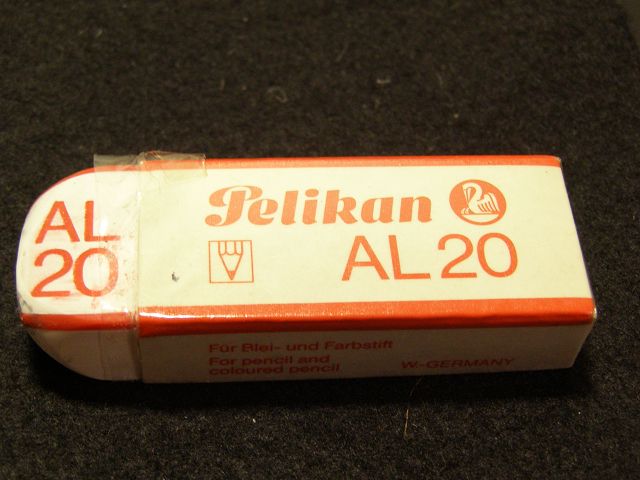 AL
20
Pelikan
AL 20
Für Blei- und Farbstift
For pencil and
coloured pencil
W.-GERMANY